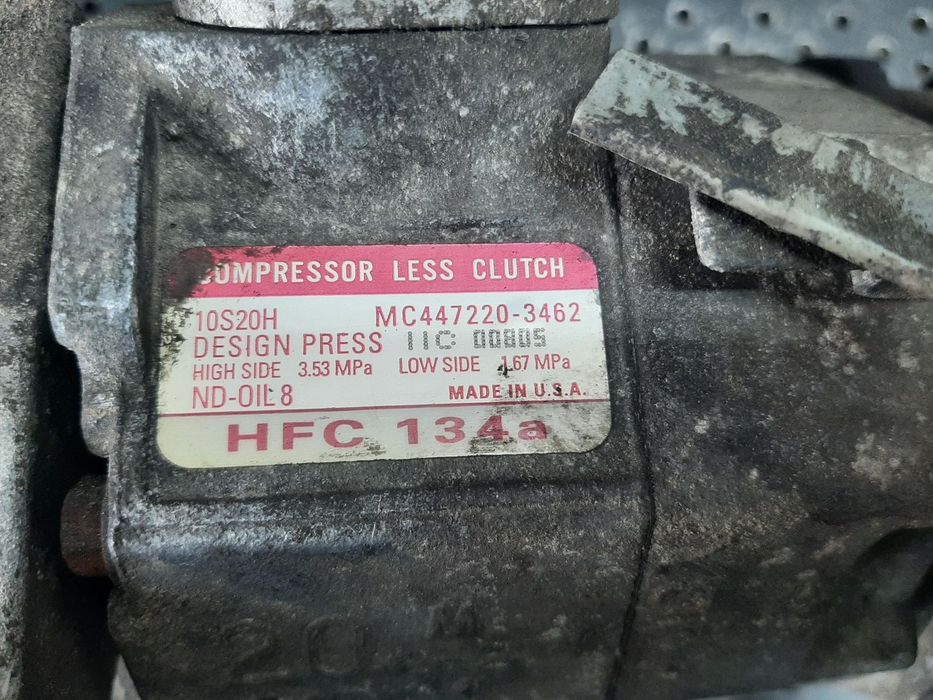 COMPRESSOR LESS CLUTCH
10S20H MC447220-3462
DESIGN PRESS 11C 00805
HIGH SIDE 3.53 MPa LOW SIDE 1.67 MPa
ND-OIL 8 MADE IN U.S.A.
HFC 134a